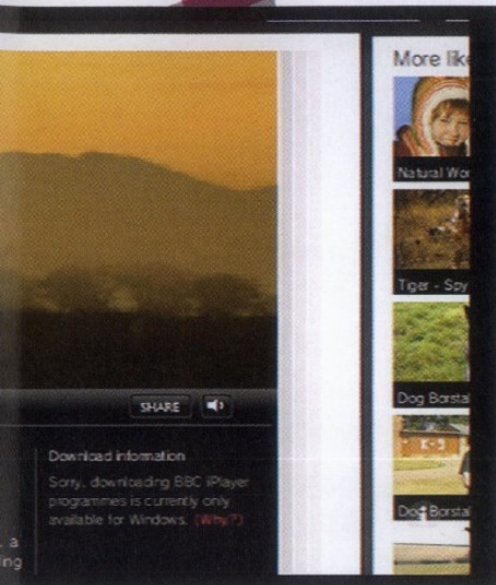 More like
Natural Wor
Tiger - Spy
SHARE
Dog Borstal
K-9
Download information
Sorry, downloading BBC iPlayer
programmes is currently only
available for Windows. [Why?]
Dog Borstal
a
ing